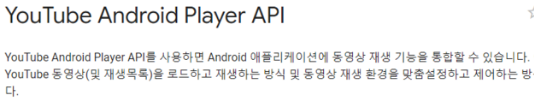 YouTube Android Player API
YouTube Android Player API를 사용하면 Android 애플리케이션에 동영상 재생 기능을 통합할 수 있습니다.
YouTube 동영상(및 재생목록)을 로드하고 재생하는 방식 및 동영상 재생 환경을 맞춤설정하고 제어하는 방
다.